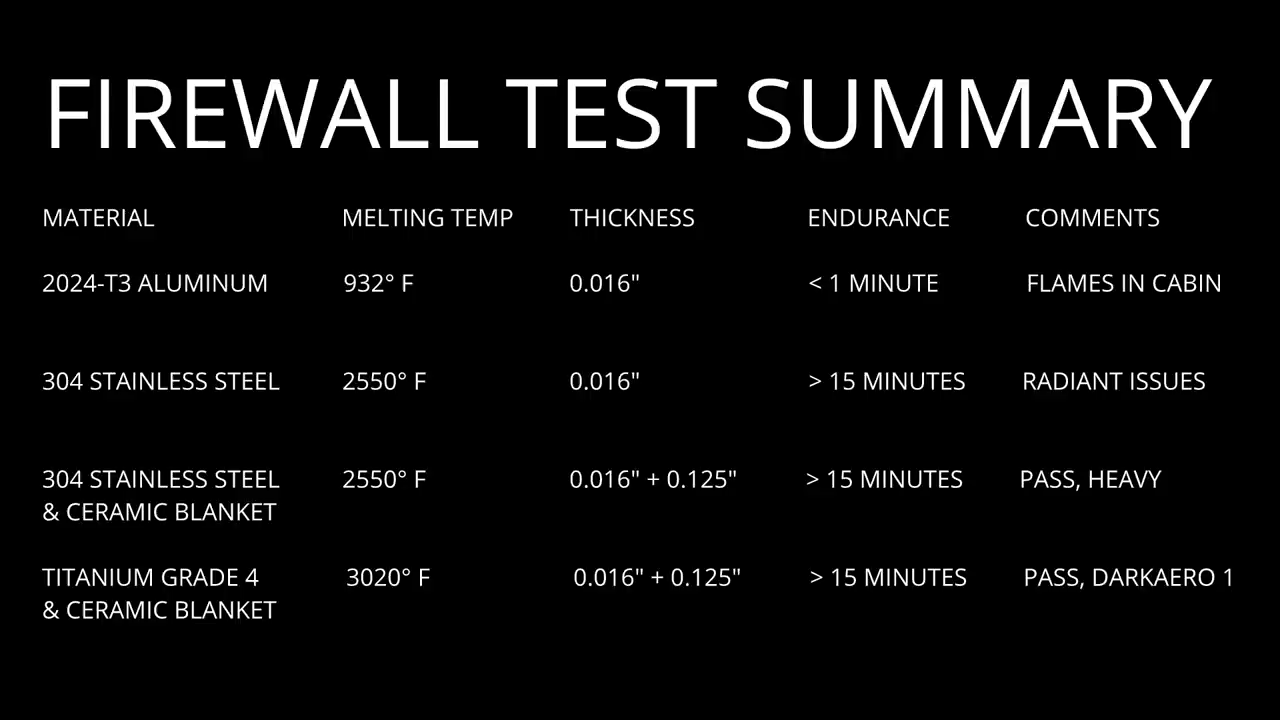 FIREWALL TEST SUMMARY
MATERIAL MELTING TEMP THICKNESS ENDURANCE COMMENTS
2024-T3 ALUMINUM 932° F 0.016" < 1 MINUTE FLAMES IN CABIN
304 STAINLESS STEEL 2550° F 0.016" > 15 MINUTES RADIANT ISSUES
304 STAINLESS STEEL 2550° F 0.016" + 0.125" > 15 MINUTES PASS, HEAVY
& CERAMIC BLANKET
TITANIUM GRADE 4 3020° F 0.016" + 0.125" > 15 MINUTES PASS, DARKAERO 1
& CERAMIC BLANKET